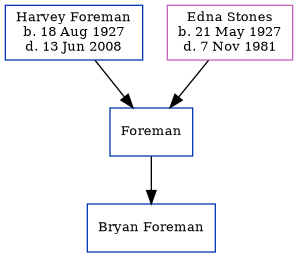 Harvey Foreman
b. 18 Aug 1927
d. 13 Jun 2008
Edna Stones
b. 21 May 1927
d. 7 Nov 1981
Foreman
Bryan Foreman